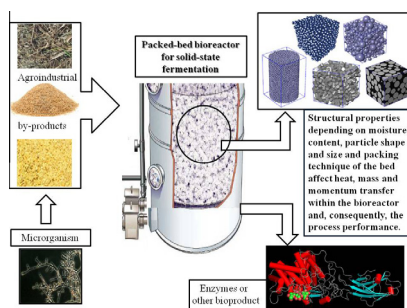 Agroindustrial
by-products
Microrganism
Packed-bed bioreactor
for solid-state
fermentation
Structural properties
depending on moisture
content, particle shape
and size and packing
technique of the bed
affect heat, mass and
momentum transfer
within the bioreactor
and, consequently, the
process performance.
Enzymes or
other bioproduct